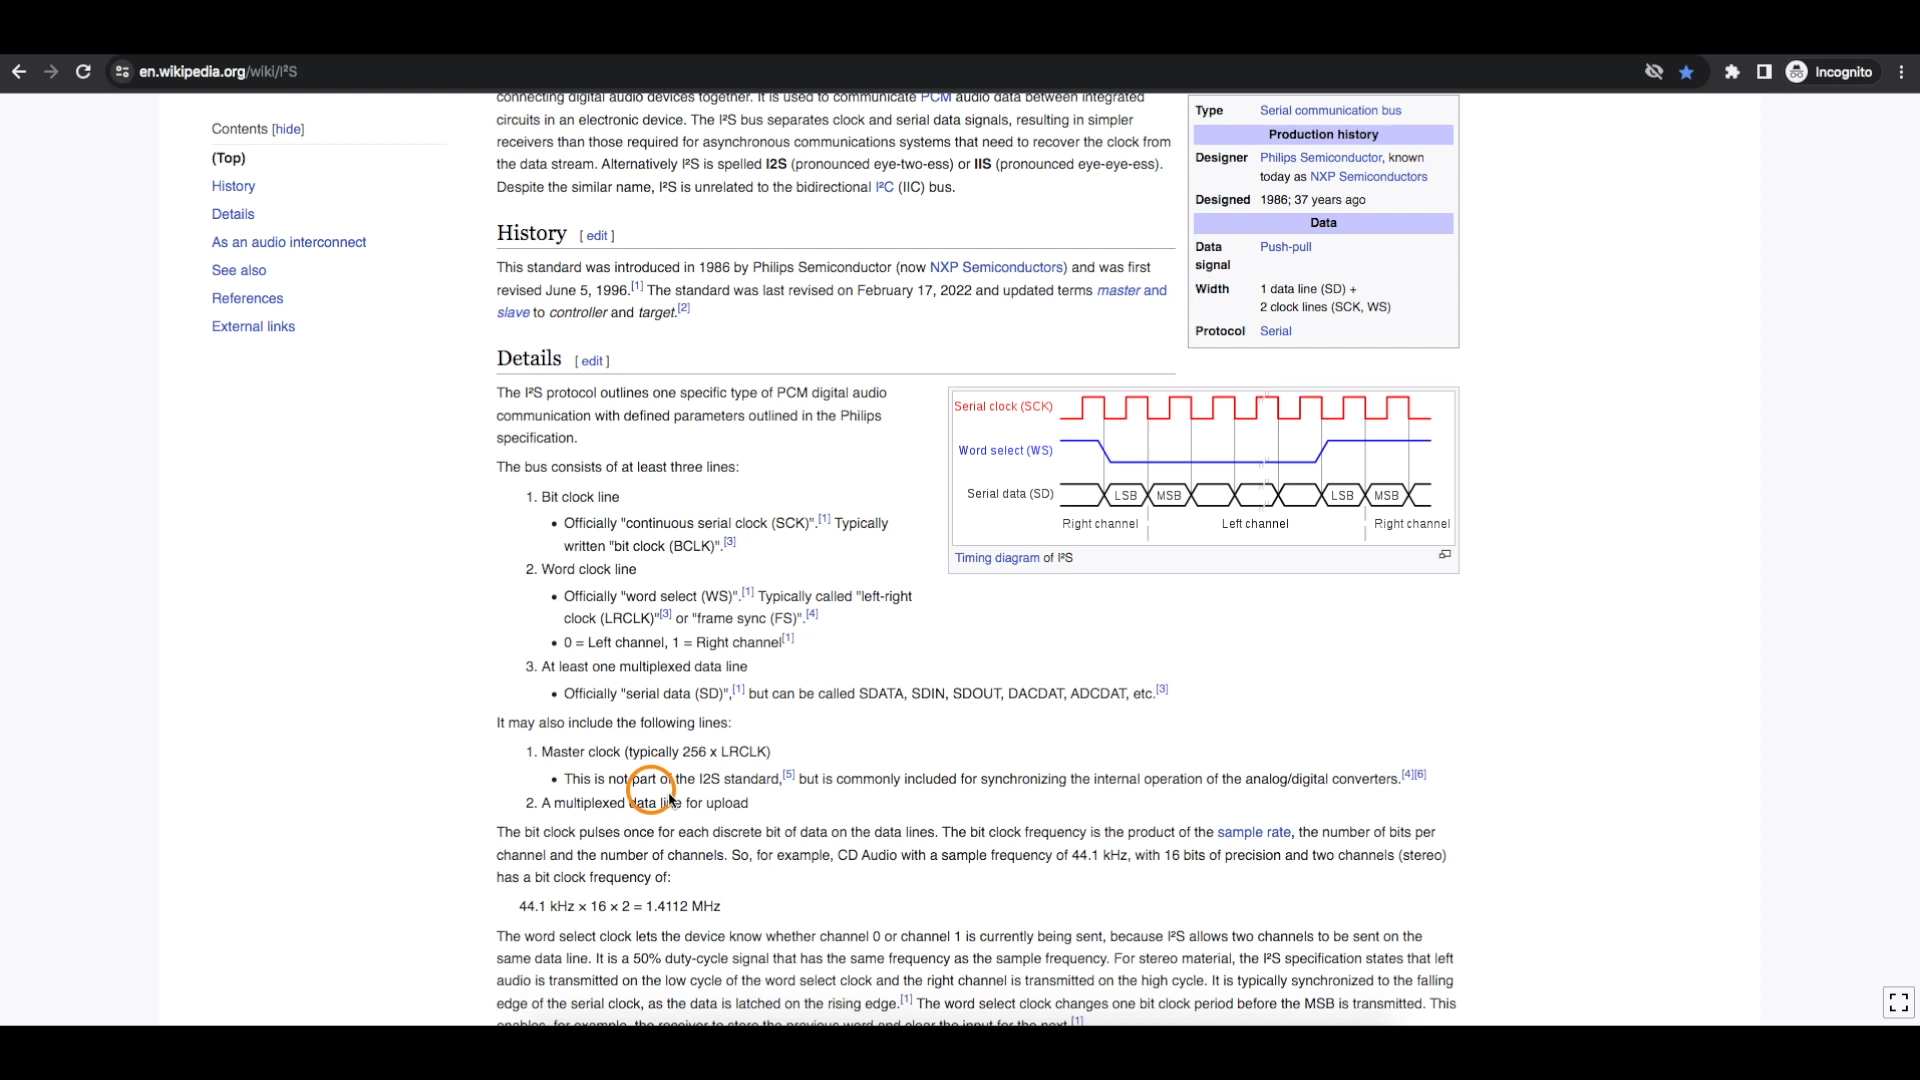 en.wikipedia.org/wiki/I²S
Incognito
Contents [hide]
(Top)
History
Details
As an audio interconnect
See also
References
External links
connecting digital audio devices together. It is used to communicate PCM audio data between integrated
circuits in an electronic device. The I²S bus separates clock and serial data signals, resulting in simpler
receivers than those required for asynchronous communications systems that need to recover the clock from
the data stream. Alternatively I²S is spelled I2S (pronounced eye-two-ess) or IIS (pronounced eye-eye-ess).
Despite the similar name, I²S is unrelated to the bidirectional I²C (IIC) bus.
Type Serial communication bus
Production history
Designer Philips Semiconductor, known
today as NXP Semiconductors
Designed 1986; 37 years ago
Data
Data Push-pull
signal
Width 1 data line (SD) +
2 clock lines (SCK, WS)
Protocol Serial
History [ edit ]
This standard was introduced in 1986 by Philips Semiconductor (now NXP Semiconductors) and was first
revised June 5, 1996.[1] The standard was last revised on February 17, 2022 and updated terms master and
slave to controller and target.[2]
Details [ edit ]
The I²S protocol outlines one specific type of PCM digital audio
communication with defined parameters outlined in the Philips
specification.
The bus consists of at least three lines:
1. Bit clock line
• Officially "continuous serial clock (SCK)".[1] Typically
written "bit clock (BCLK)".[3]
2. Word clock line
• Officially "word select (WS)".[1] Typically called "left-right
clock (LRCLK)"[3] or "frame sync (FS)".[4]
• 0 = Left channel, 1 = Right channel[1]
3. At least one multiplexed data line
• Officially "serial data (SD)",[1] but can be called SDATA, SDIN, SDOUT, DACDAT, ADCDAT, etc.[3]
Serial clock (SCK)
Word select (WS)
Serial data (SD) LSB MSB LSB MSB
Right channel Left channel Right channel
Timing diagram of I²S
It may also include the following lines:
1. Master clock (typically 256 x LRCLK)
• This is not part of the I2S standard,[5] but is commonly included for synchronizing the internal operation of the analog/digital converters.[4][6]
2. A multiplexed data line for upload
The bit clock pulses once for each discrete bit of data on the data lines. The bit clock frequency is the product of the sample rate, the number of bits per
channel and the number of channels. So, for example, CD Audio with a sample frequency of 44.1 kHz, with 16 bits of precision and two channels (stereo)
has a bit clock frequency of:
44.1 kHz × 16 × 2 = 1.4112 MHz
The word select clock lets the device know whether channel 0 or channel 1 is currently being sent, because I²S allows two channels to be sent on the
same data line. It is a 50% duty-cycle signal that has the same frequency as the sample frequency. For stereo material, the I²S specification states that left
audio is transmitted on the low cycle of the word select clock and the right channel is transmitted on the high cycle. It is typically synchronized to the falling
edge of the serial clock, as the data is latched on the rising edge.[1] The word select clock changes one bit clock period before the MSB is transmitted. This
enables, for example, the receiver to store the previous word and clear the input for the next.[1]